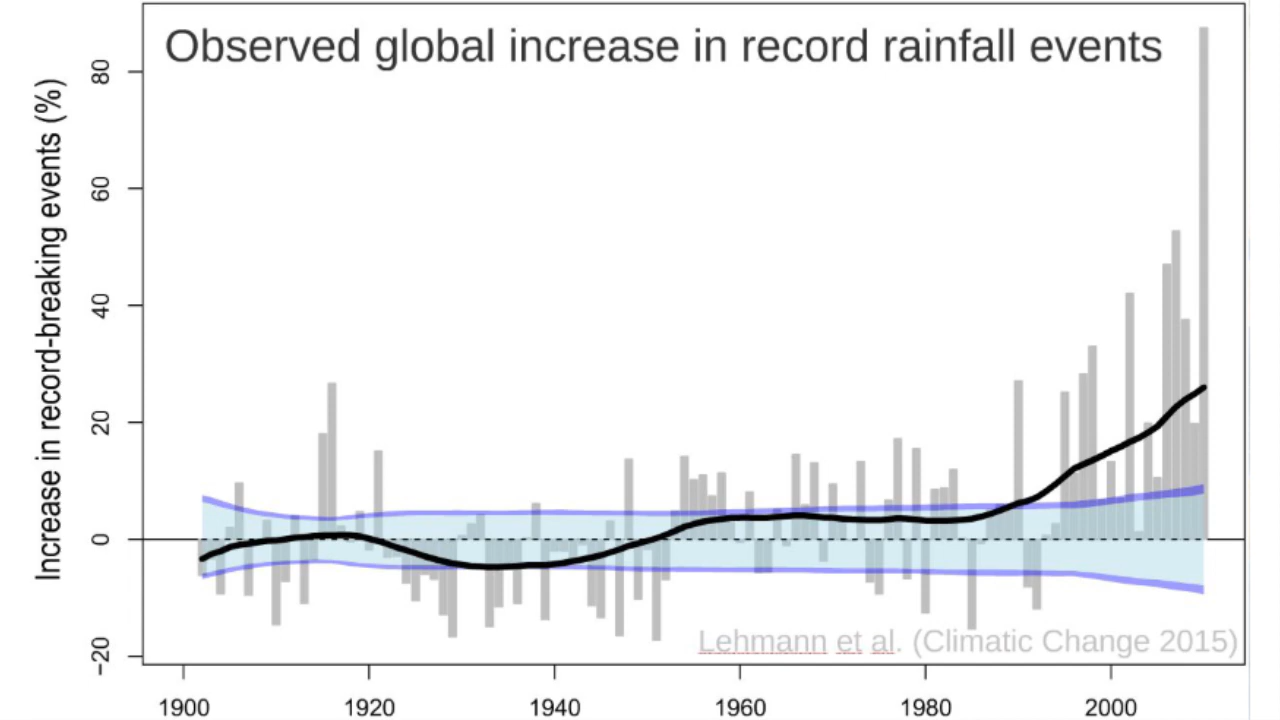 Observed global increase in record rainfall events
Increase in record-breaking events (%)
80
60
40
20
0
−20
Lehmann et al. (Climatic Change 2015)
1900 1920 1940 1960 1980 2000